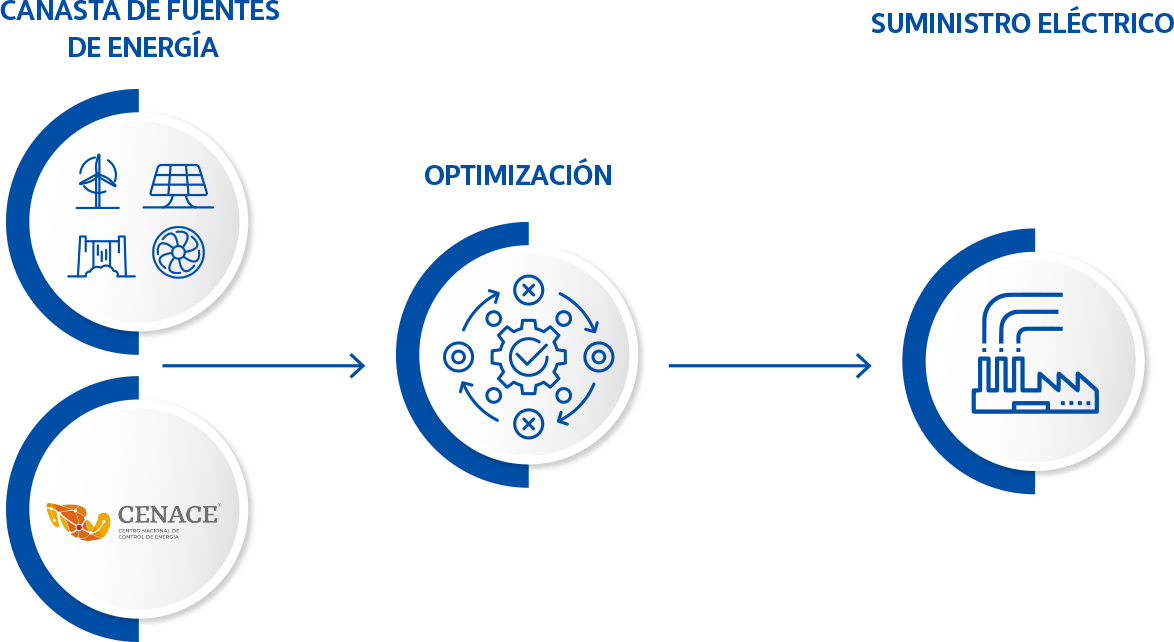 CANASTA DE FUENTES
DE ENERGÍA
SUMINISTRO ELÉCTRICO
OPTIMIZACIÓN
CENACE®
CENTRO NACIONAL DE
CONTROL DE ENERGÍA